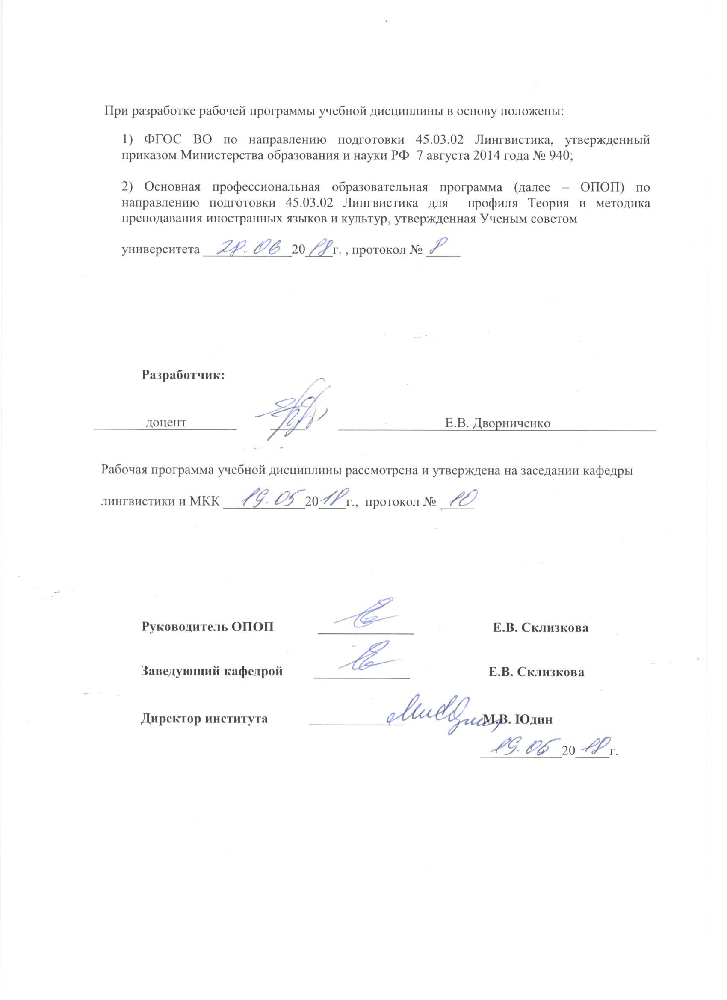 При разработке рабочей программы учебной дисциплины в основу положены:
1) ФГОС ВО по направлению подготовки 45.03.02 Лингвистика, утвержденный
приказом Министерства образования и науки РФ 7 августа 2014 года № 940;
2) Основная профессиональная образовательная программа (далее – ОПОП) по
направлению подготовки 45.03.02 Лингвистика для профиля Теория и методика
преподавания иностранных языков и культур, утвержденная Ученым советом
университета 28.06 2018г. , протокол № 8
Разработчик:
доцент Е.В. Дворниченко
Рабочая программа учебной дисциплины рассмотрена и утверждена на заседании кафедры
лингвистики и МКК 19.05 2018г., протокол № 10
Руководитель ОПОП Е.В. Склизкова
Заведующий кафедрой Е.В. Склизкова
Директор института М.В. Юдин
19.06 2018г.